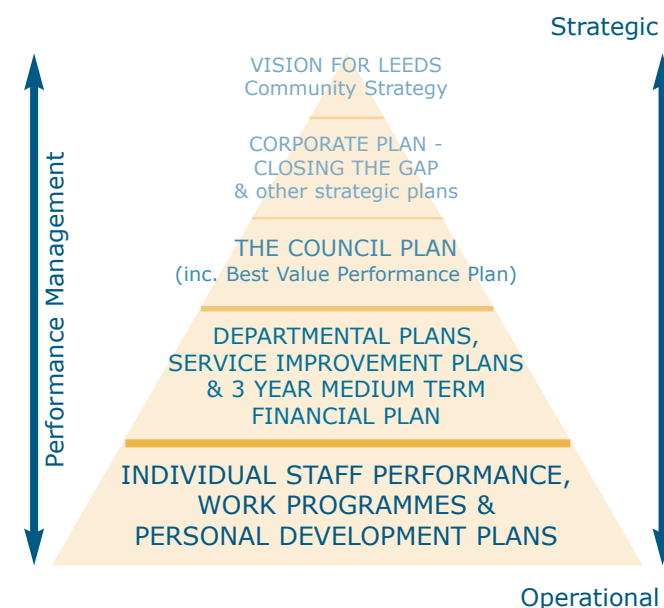 Strategic
VISION FOR LEEDS
Community Strategy
CORPORATE PLAN -
CLOSING THE GAP
& other strategic plans
Performance Management
THE COUNCIL PLAN
(inc. Best Value Performance Plan)
DEPARTMENTAL PLANS,
SERVICE IMPROVEMENT PLANS
& 3 YEAR MEDIUM TERM
FINANCIAL PLAN
INDIVIDUAL STAFF PERFORMANCE,
WORK PROGRAMMES &
PERSONAL DEVELOPMENT PLANS
Operational